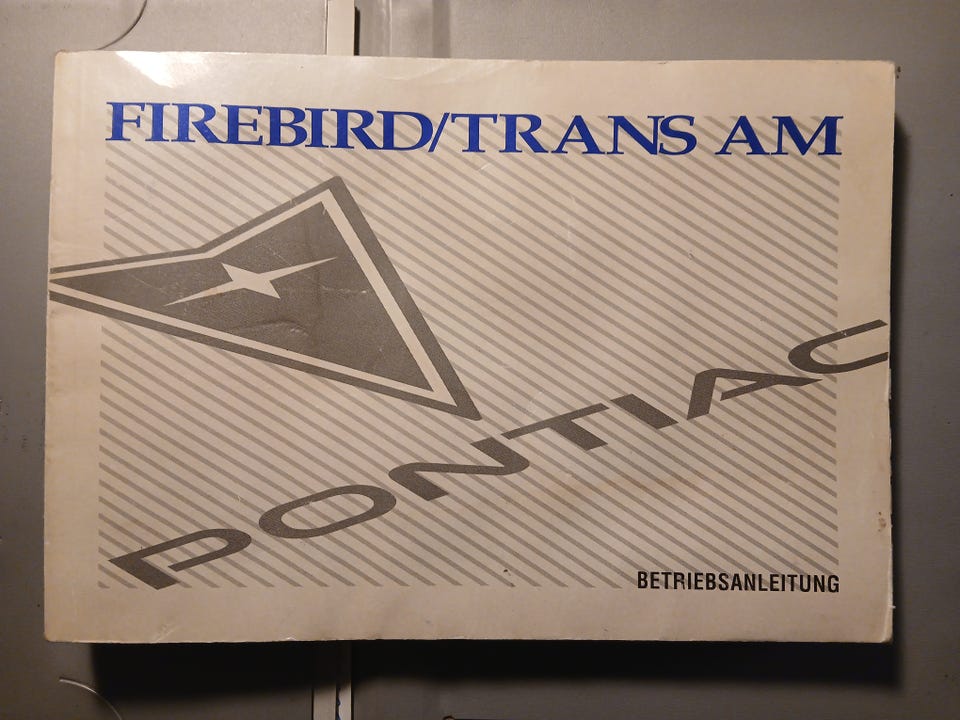 FIREBIRD/TRANS AM
PONTIAC
BETRIEBSANLEITUNG